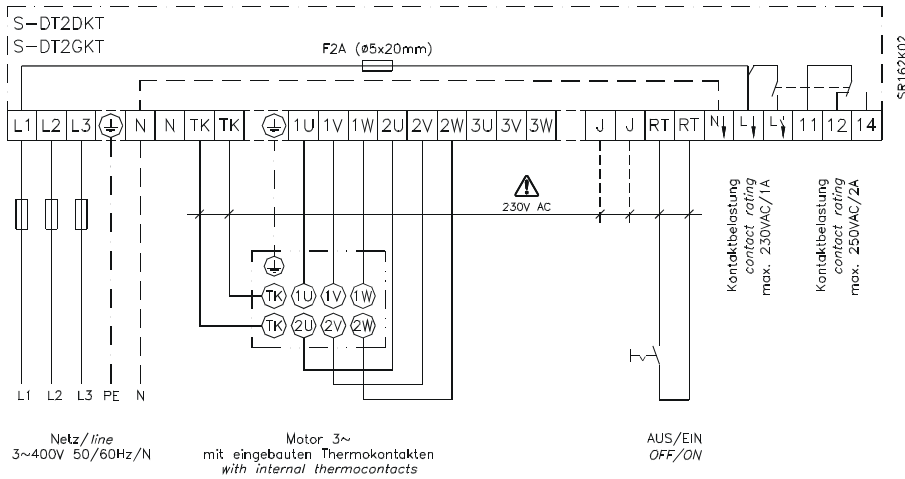 S-DT2DKT
S-DT2GKT
F2A (ø5x20mm)
SB162K02
L1 L2 L3 N N TK TK 1U 1V 1W 2U 2V 2W 3U 3V 3W J J RT RT N L L' 11 12 14
230V AC
Kontaktbelastung
contact rating
max. 230VAC/1A
Kontaktbelastung
contact rating
max. 250VAC/2A
TK 1U 1V 1W
TK 2U 2V 2W
L1 L2 L3 PE N
Netz/line
3~400V 50/60Hz/N
Motor 3~
mit eingebauten Thermokontakten
with internal thermocontacts
AUS/EIN
OFF/ON